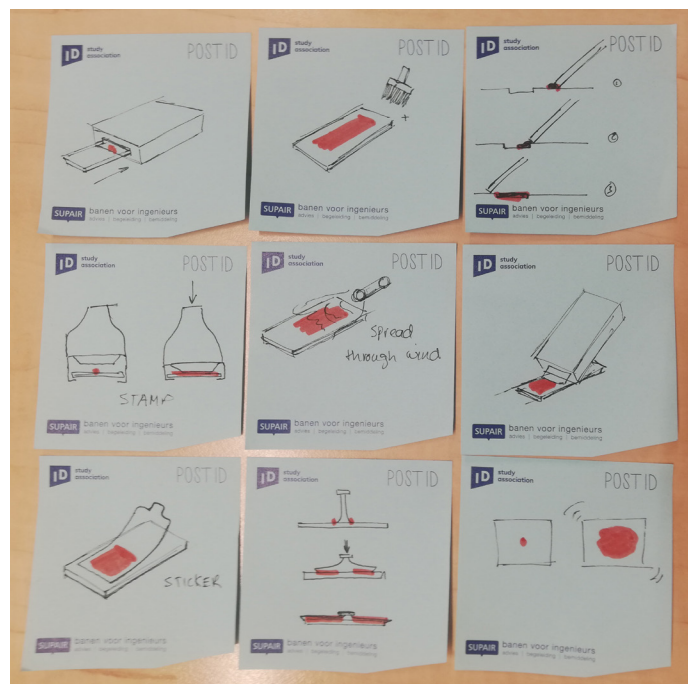 ID study association POST ID
SUPAIR banen voor ingenieurs
advies | begeleiding | bemiddeling
ID study association POST ID
+
SUPAIR banen voor ingenieurs
advies | begeleiding | bemiddeling
ID study association POST ID
1
2
3
SUPAIR banen voor ingenieurs
advies | begeleiding | bemiddeling
ID study association POST ID
STAMP
SUPAIR banen voor ingenieurs
advies | begeleiding | bemiddeling
ID study association POST ID
Spread
through wind
SUPAIR banen voor ingenieurs
advies | begeleiding | bemiddeling
ID study association POST ID
SUPAIR banen voor ingenieurs
advies | begeleiding | bemiddeling
ID study association POST ID
STICKER
SUPAIR banen voor ingenieurs
advies | begeleiding | bemiddeling
ID study association POST ID
SUPAIR banen voor ingenieurs
advies | begeleiding | bemiddeling
ID study association POST ID
SUPAIR banen voor ingenieurs
advies | begeleiding | bemiddeling